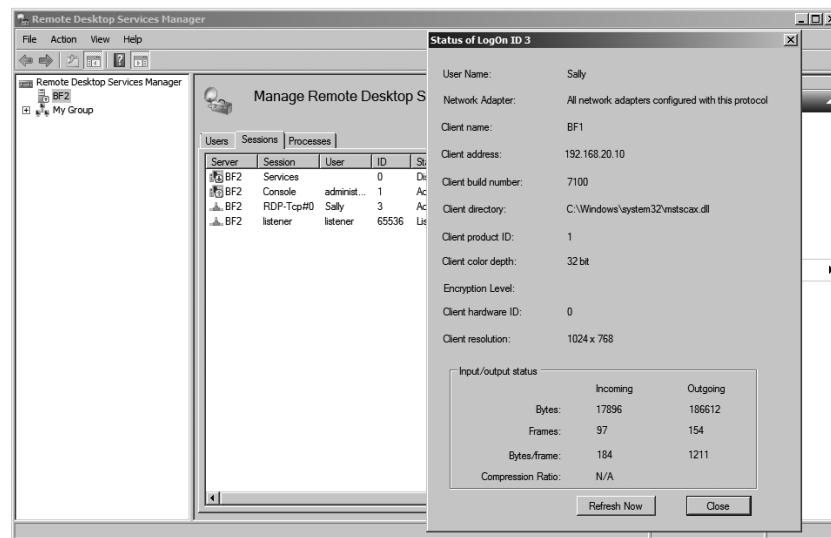 Remote Desktop Services Manager
File Action View Help
Remote Desktop Services Manager
BF2
My Group
Manage Remote Desktop S
Users Sessions Processes
Server Session User ID Sta
BF2 Services 0 Di
BF2 Console administ... 1 Ac
BF2 RDP-Tcp#0 Sally 3 Ac
BF2 listener listener 65536 Lis
Status of LogOn ID 3
User Name: Sally
Network Adapter: All network adapters configured with this protocol
Client name: BF1
Client address: 192.168.20.10
Client build number: 7100
Client directory: C:\Windows\system32\mstscax.dll
Client product ID: 1
Client color depth: 32 bit
Encryption Level:
Client hardware ID: 0
Client resolution: 1024 x 768
Input/output status
Incoming Outgoing
Bytes: 17896 186612
Frames: 97 154
Bytes/frame: 184 1211
Compression Ratio: N/A
Refresh Now Close